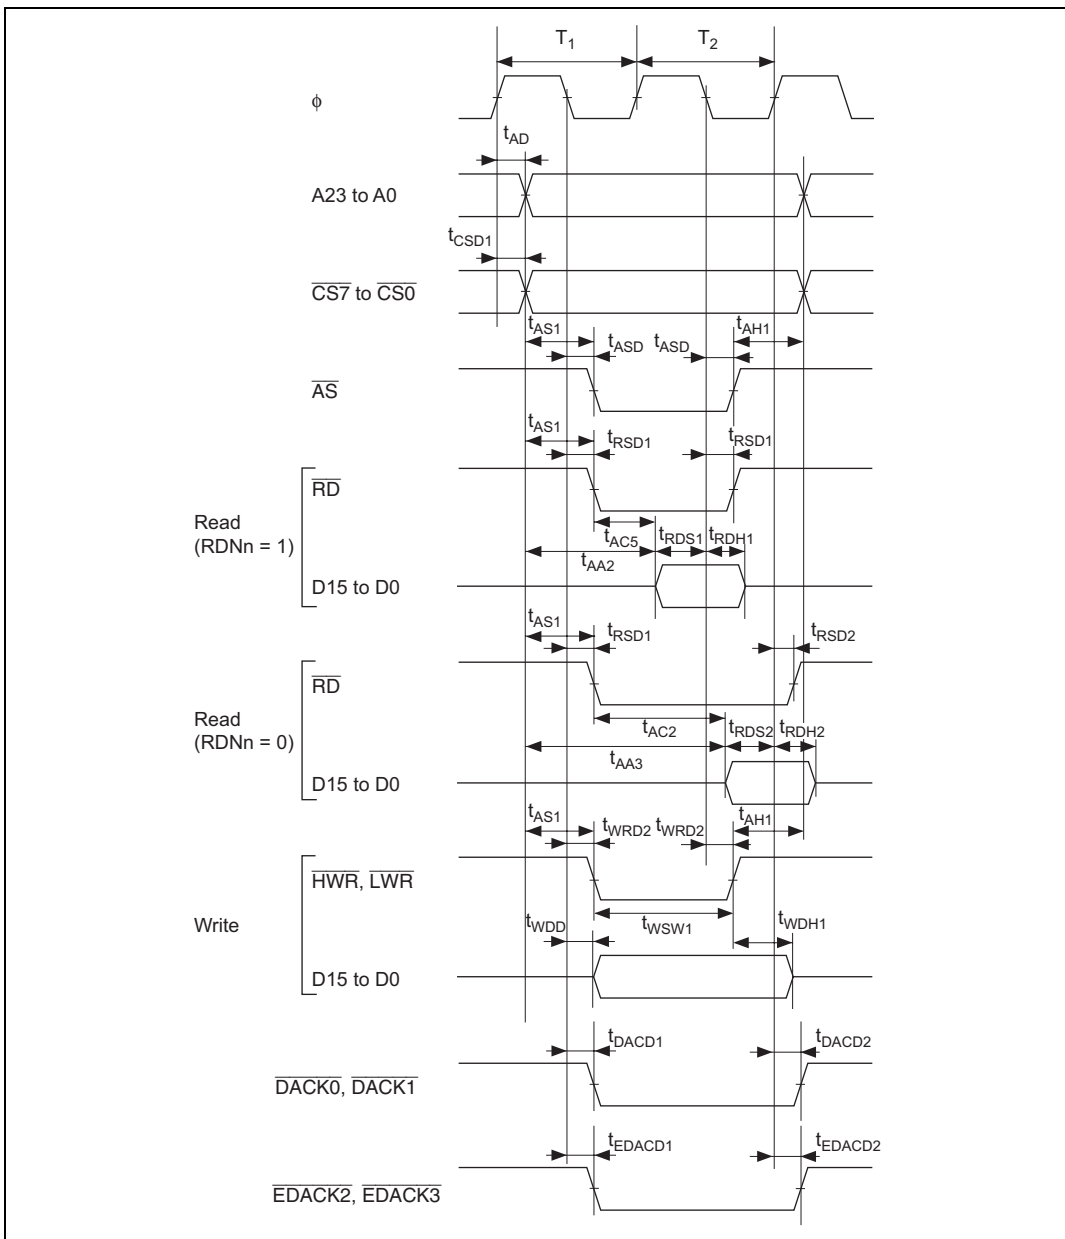 T1 T2
φ
tAD
A23 to A0
tCSD1
CS7 to CS0
tAS1 tASD tASD tAH1
AS
tAS1 tRSD1 tRSD1
RD
Read
(RDNn = 1)
tAC5 tRDS1 tRDH1
tAA2
D15 to D0
tAS1 tRSD1 tRSD2
RD
Read
(RDNn = 0)
tAC2 tRDS2 tRDH2
tAA3
D15 to D0
tAS1 tWRD2 tWRD2 tAH1
HWR, LWR
Write
tWDD tWSW1 tWDH1
D15 to D0
tDACD1 tDACD2
DACK0, DACK1
tEDACD1 tEDACD2
EDACK2, EDACK3